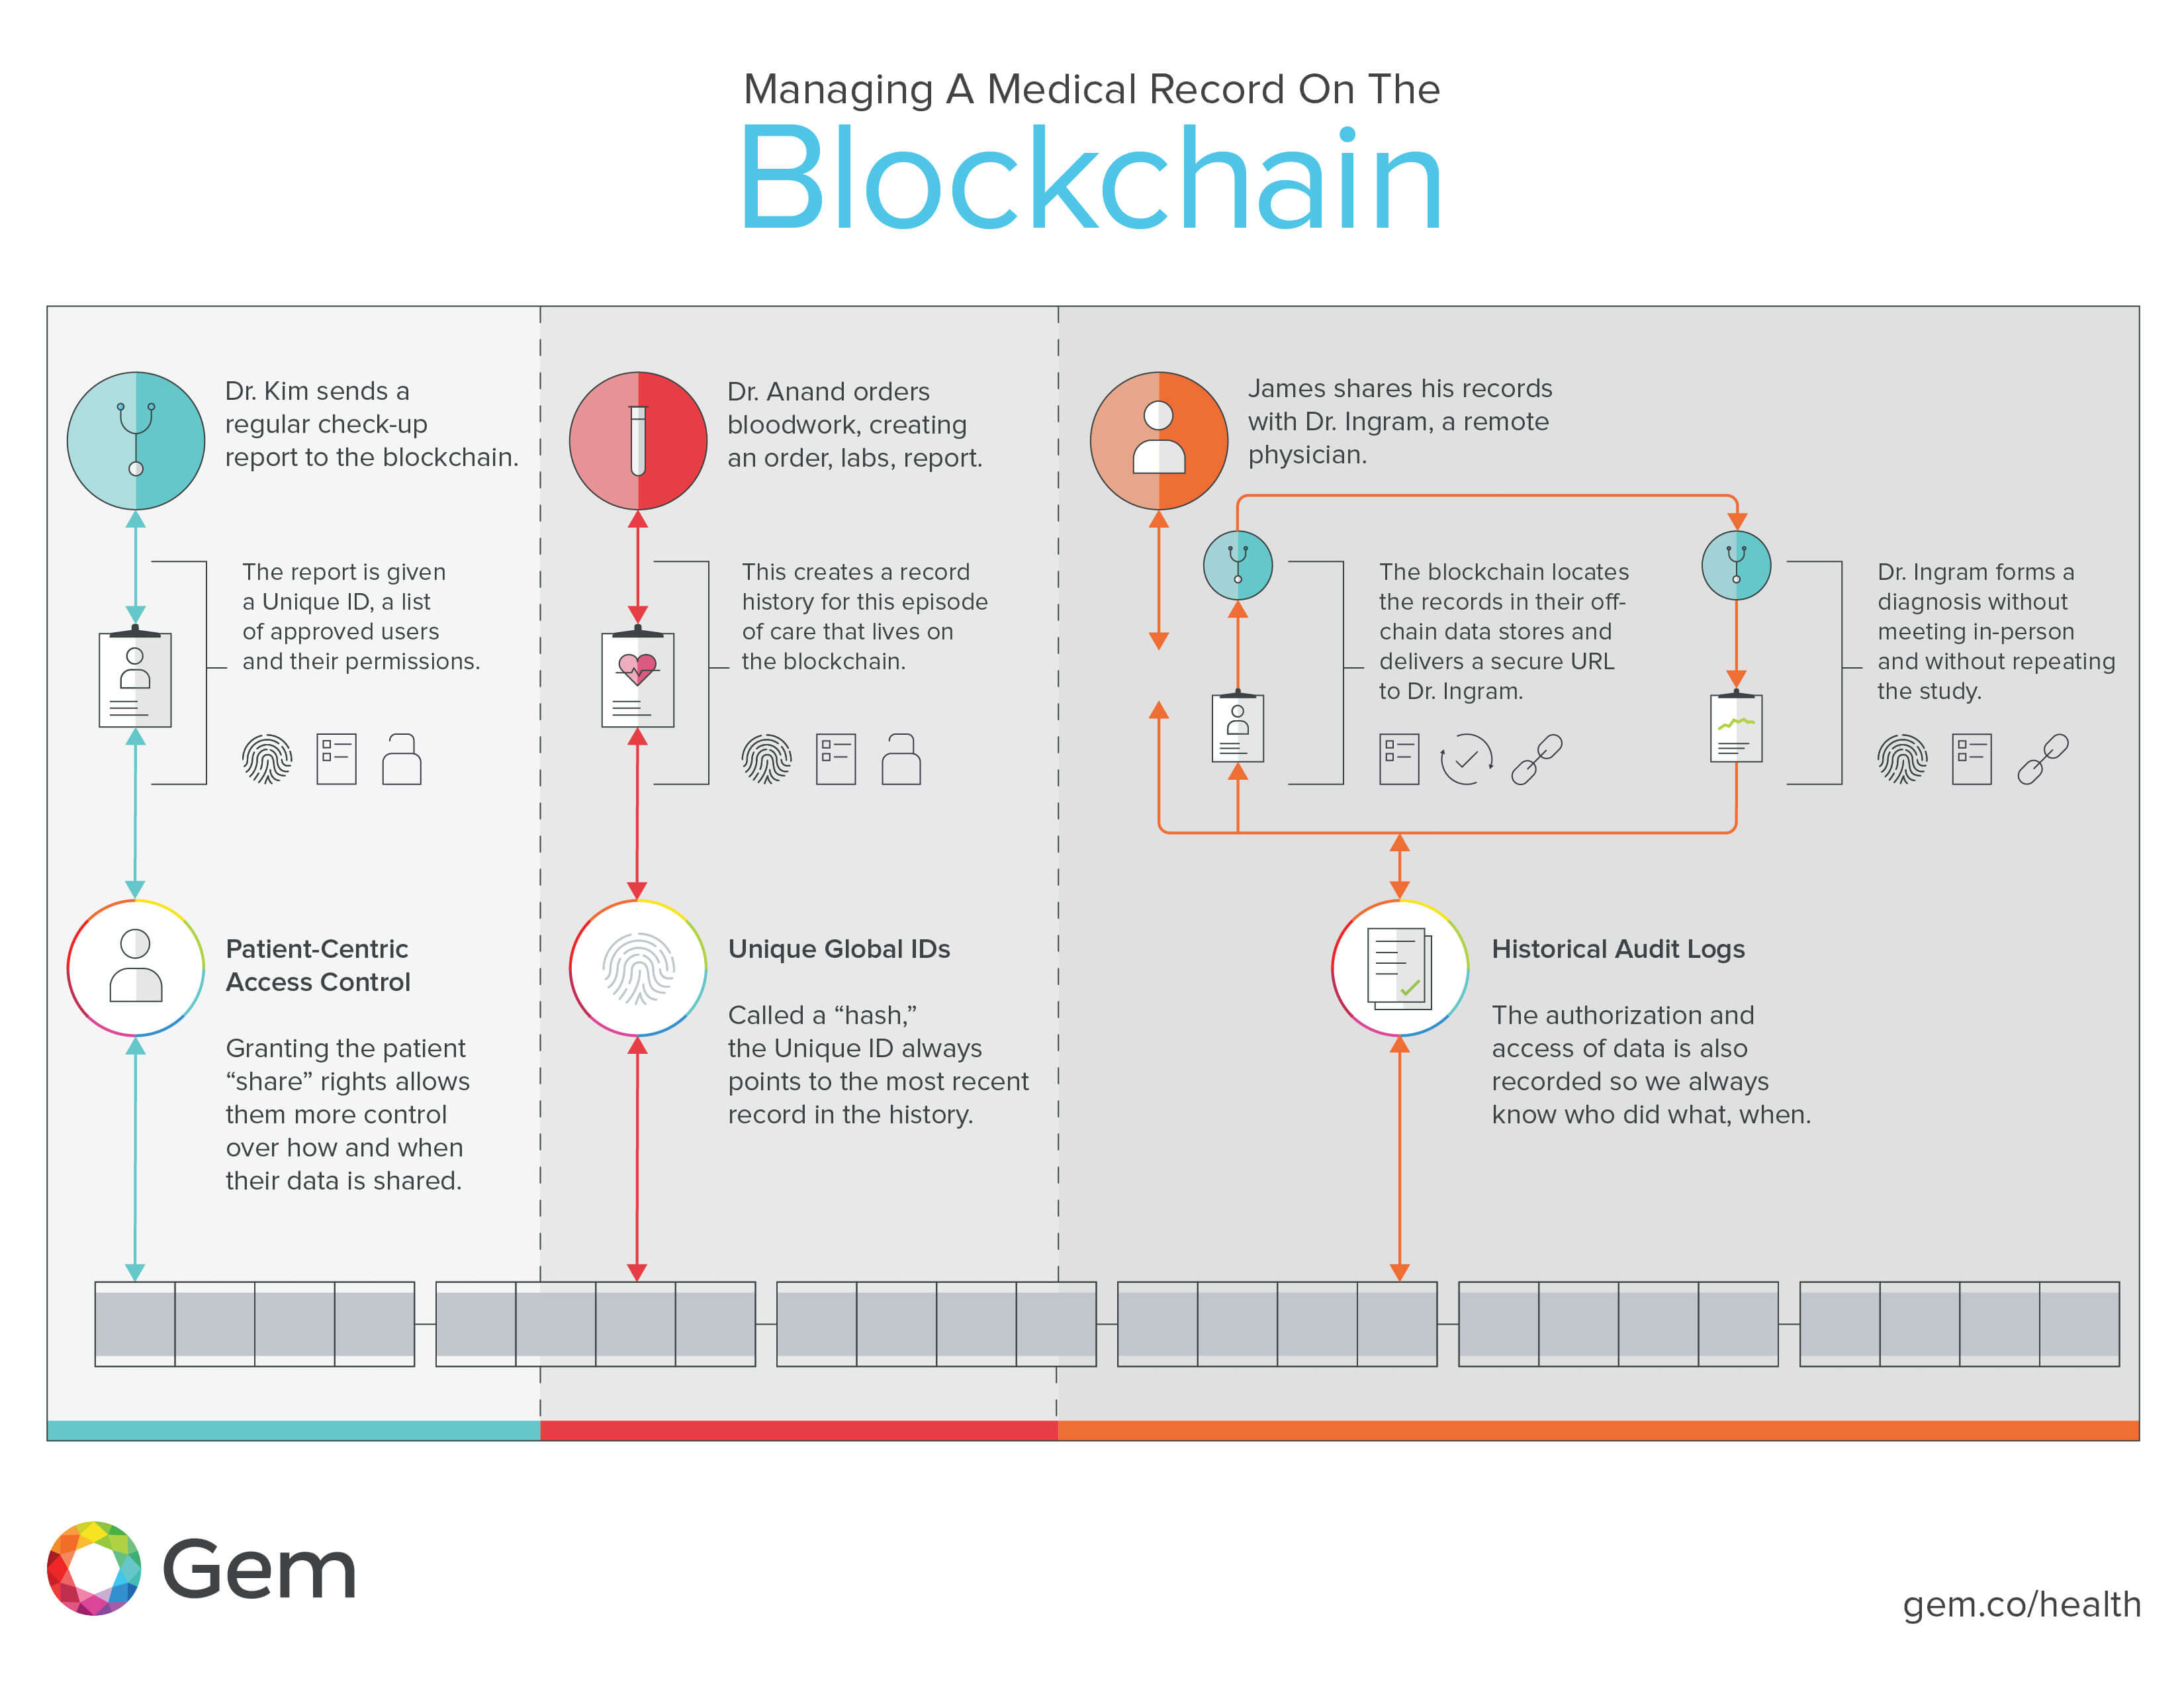 Managing A Medical Record On The
Blockchain
Dr. Kim sends a
regular check-up
report to the blockchain.
The report is given
a Unique ID, a list
of approved users
and their permissions.
Patient-Centric
Access Control
Granting the patient
“share” rights allows
them more control
over how and when
their data is shared.
Dr. Anand orders
bloodwork, creating
an order, labs, report.
This creates a record
history for this episode
of care that lives on
the blockchain.
Unique Global IDs
Called a “hash,”
the Unique ID always
points to the most recent
record in the history.
James shares his records
with Dr. Ingram, a remote
physician.
The blockchain locates
the records in their off-
chain data stores and
delivers a secure URL
to Dr. Ingram.
Dr. Ingram forms a
diagnosis without
meeting in-person
and without repeating
the study.
Historical Audit Logs
The authorization and
access of data is also
recorded so we always
know who did what, when.
Gem
gem.co/health